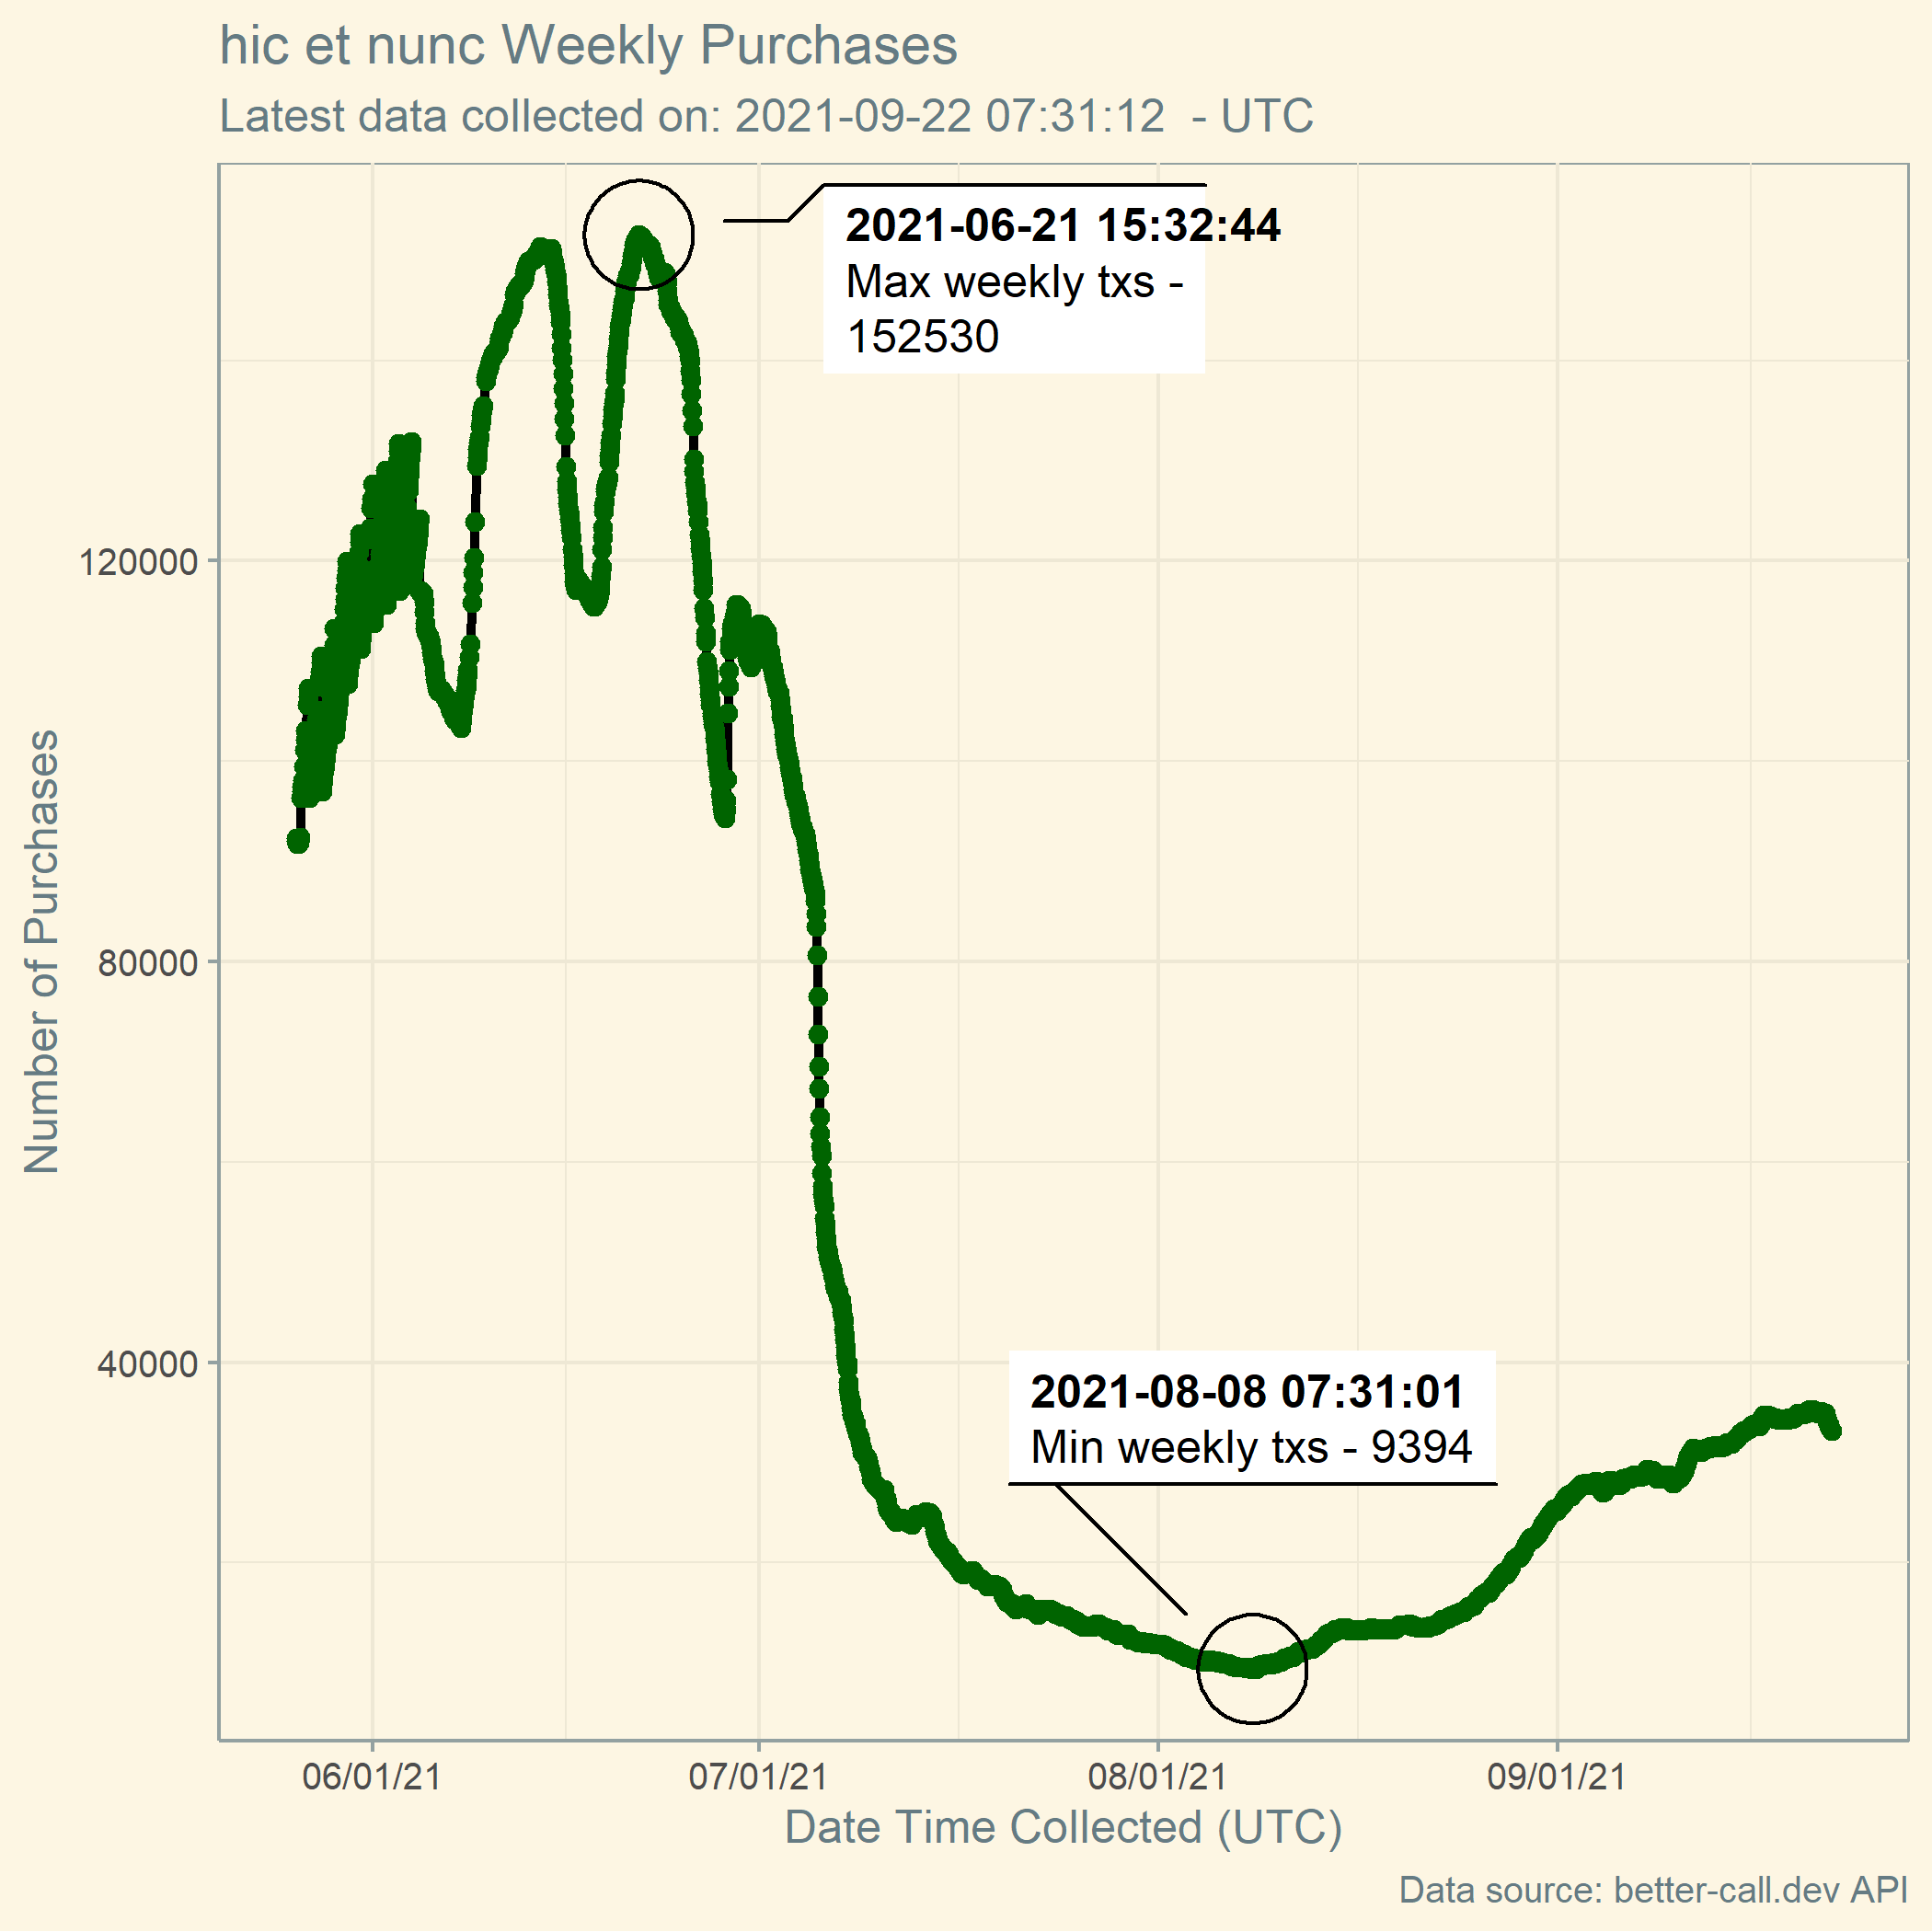 hic et nunc Weekly Purchases
Latest data collected on: 2021-09-22 07:31:12  - UTC
2021-06-21 15:32:44
Max weekly txs -
152530
120000
80000
40000
Number of Purchases
2021-08-08 07:31:01
Min weekly txs - 9394
06/01/21 07/01/21 08/01/21 09/01/21
Date Time Collected (UTC)
Data source: better-call.dev API